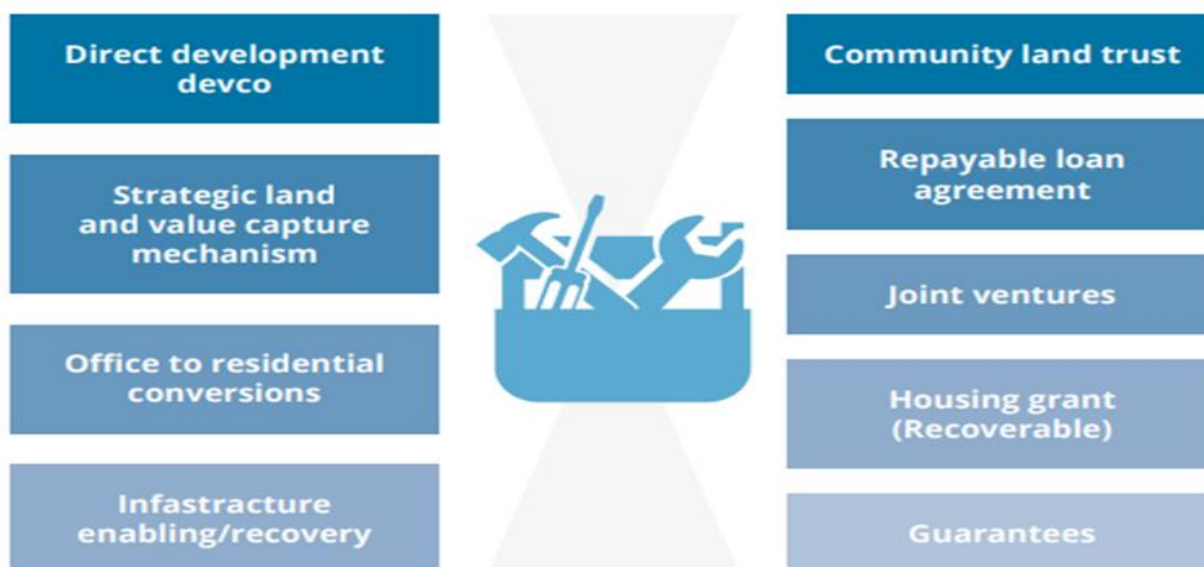 Direct development
devco
Strategic land
and value capture
mechanism
Office to residential
conversions
Infastracture
enabling/recovery
Community land trust
Repayable loan
agreement
Joint ventures
Housing grant
(Recoverable)
Guarantees